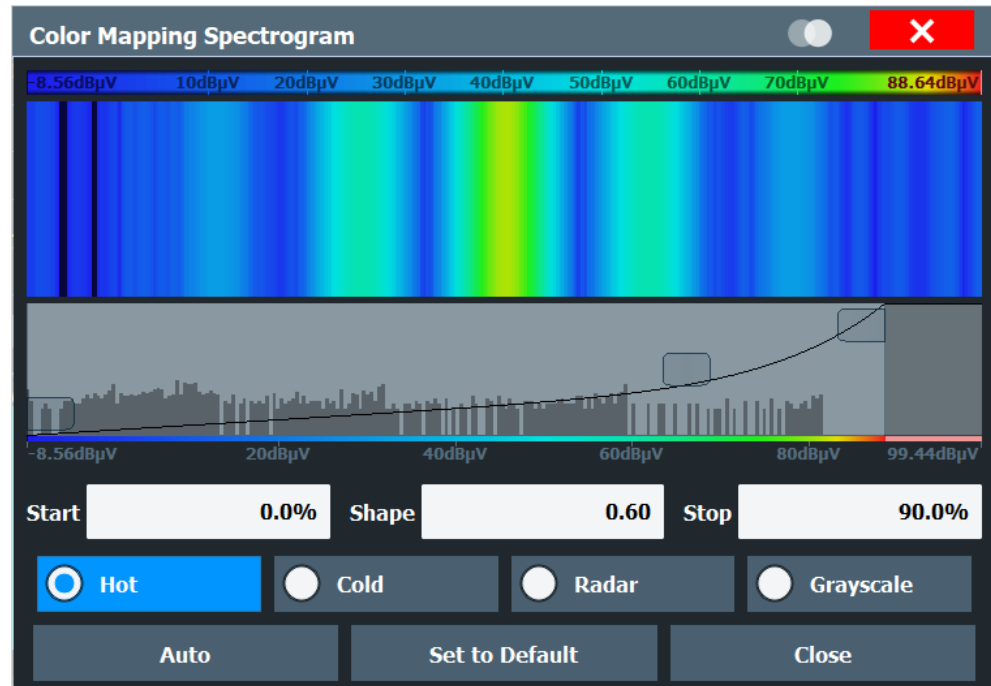 Color Mapping Spectrogram
-8.56dBµV 10dBµV 20dBµV 30dBµV 40dBµV 50dBµV 60dBµV 70dBµV 88.64dBµV
-8.56dBµV 20dBµV 40dBµV 60dBµV 80dBµV 99.44dBµV
Start 0.0% Shape 0.60 Stop 90.0%
Hot Cold Radar Grayscale
Auto Set to Default Close